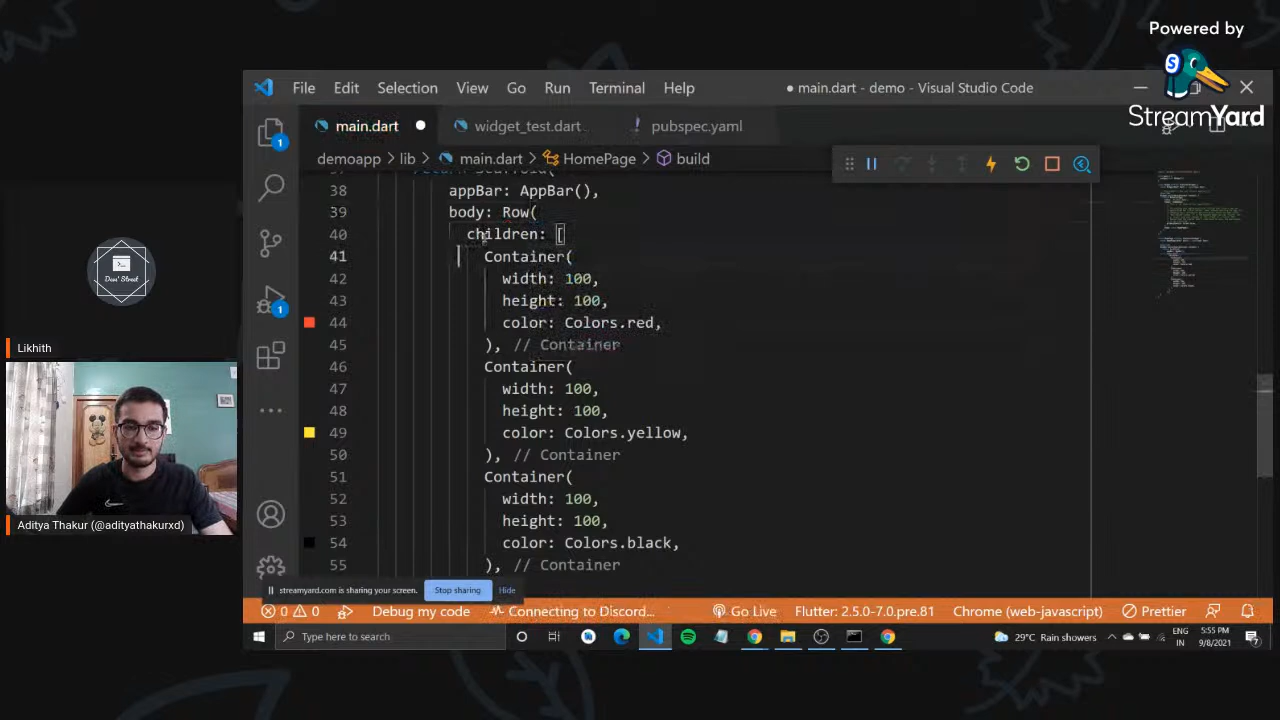 Powered by
StreamYard
File Edit Selection View Go Run Terminal Help
● main.dart - demo - Visual Studio Code
main.dart ● widget_test.dart ! pubspec.yaml
demoapp > lib > main.dart > HomePage > build
38 appBar: AppBar(),
39 body: Row(
40 children: [
41 Container(
42 width: 100,
43 height: 100,
44 color: Colors.red,
45 ), // Container
46 Container(
47 width: 100,
48 height: 100,
49 color: Colors.yellow,
50 ), // Container
51 Container(
52 width: 100,
53 height: 100,
54 color: Colors.black,
55 ), // Container
1
1
Devs' Street
Likhith
Aditya Thakur (@adityathakurxd)
streamyard.com is sharing your screen. Stop sharing Hide
0 0 Debug my code Connecting to Discord... Go Live Flutter: 2.5.0-7.0.pre.81 Chrome (web-javascript) Prettier
Type here to search
29°C Rain showers
ENG
IN
5:55 PM
9/8/2021
7